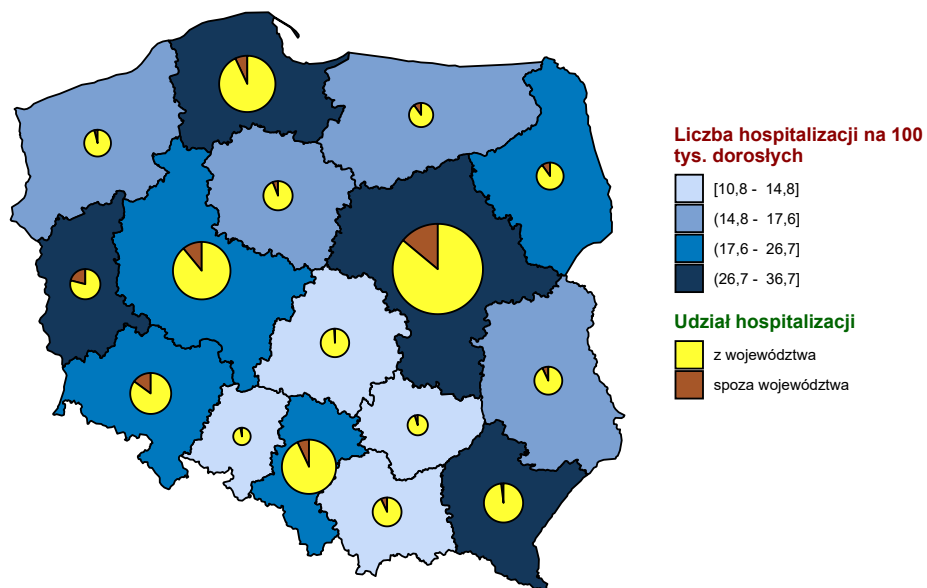 Liczba hospitalizacji na 100
tys. dorosłych
[10,8 - 14,8]
(14,8 - 17,6]
(17,6 - 26,7]
(26,7 - 36,7]
Udział hospitalizacji
z województwa
spoza województwa